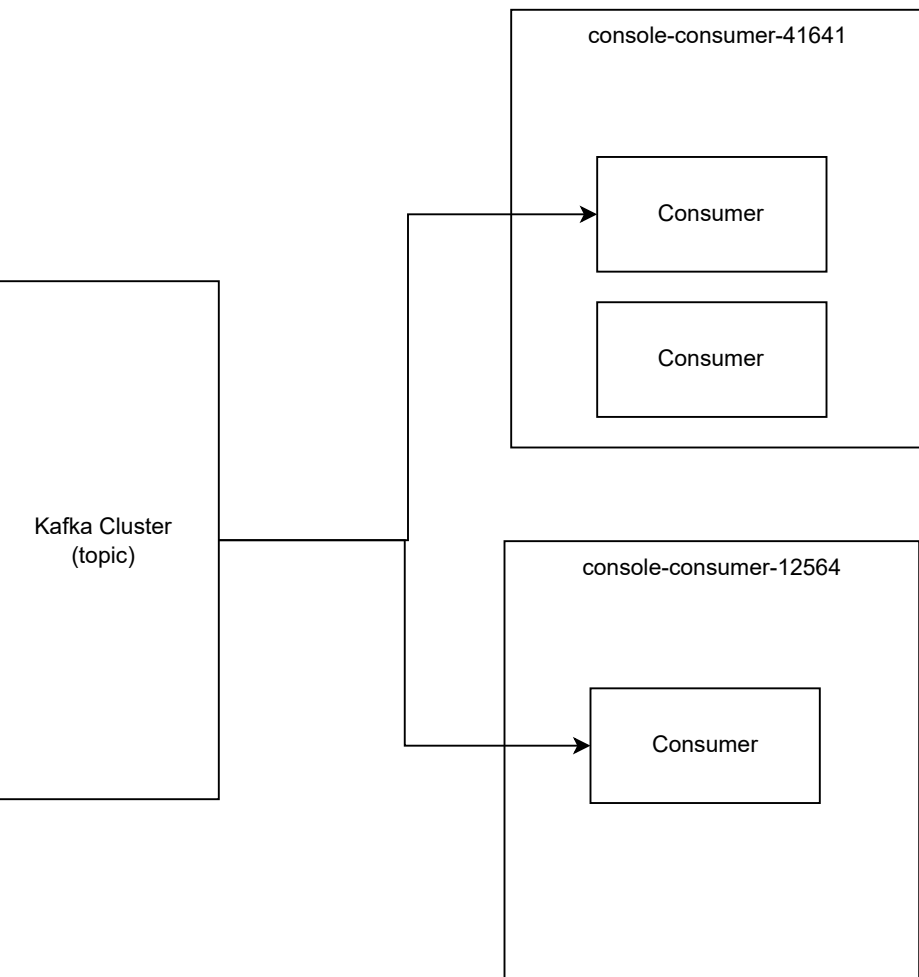 console-consumer-41641
Consumer
Consumer
Kafka Cluster
(topic)
console-consumer-12564
Consumer